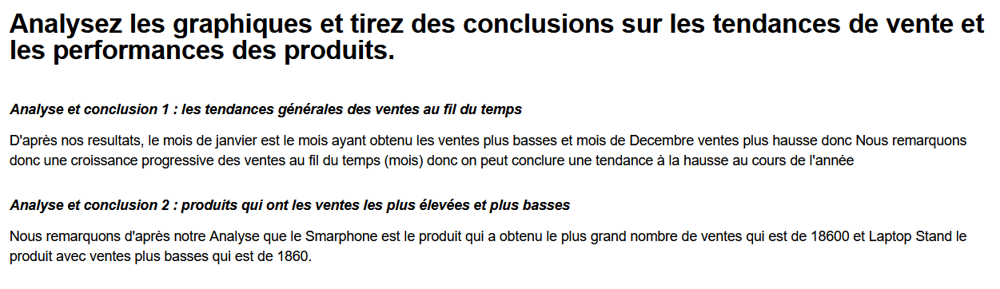 Analysez les graphiques et tirez des conclusions sur les tendances de vente et
les performances des produits.
Analyse et conclusion 1 : les tendances générales des ventes au fil du temps
D'après nos resultats, le mois de janvier est le mois ayant obtenu les ventes plus basses et mois de Decembre ventes plus hausse donc Nous remarquons
donc donc croissance progressive des ventes au fil du temps (mois) donc on peut conclure une tendance à la hausse au cours de l'année
Analyse et conclusion 2 : produits qui ont les ventes les plus élevées et plus basses
Nous remarquons d'après notre Analyse que le Smarphone est le produit qui a obtenu le plus grand nombre de ventes qui est de 18600 et Laptop Stand le
produit avec ventes plus basses qui est de 1860.